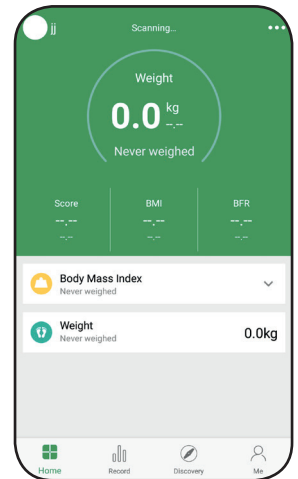 jj
Scanning...
•••
Weight
0.0 kg
--.--
Never weighed
Score BMI BFR
--.-- --.-- --.--
--.-- --.-- --.--
Body Mass Index
Never weighed
Weight
Never weighed
0.0kg
Home Record Discovery Me